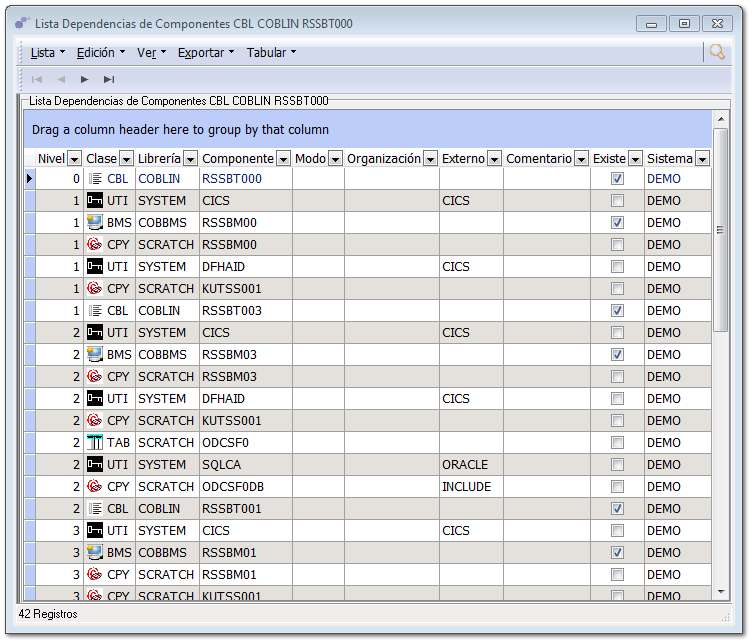 Lista Dependencias de Componentes CBL COBLIN RSSBT000
Lista Edición Ver Exportar Tabular
Lista Dependencias de Componentes CBL COBLIN RSSBT000
Drag a column header here to group by that column
Nivel Clase Librería Componente Modo Organización Externo Comentario Existe Sistema
0 CBL COBLIN RSSBT000 DEMO
1 UTI SYSTEM CICS CICS DEMO
1 BMS COBBMS RSSBM00 DEMO
1 CPY SCRATCH RSSBM00 DEMO
1 UTI SYSTEM DFHAID CICS DEMO
1 CPY SCRATCH KUTSS001 DEMO
1 CBL COBLIN RSSBT003 DEMO
2 UTI SYSTEM CICS CICS DEMO
2 BMS COBBMS RSSBM03 DEMO
2 CPY SCRATCH RSSBM03 DEMO
2 UTI SYSTEM DFHAID CICS DEMO
2 CPY SCRATCH KUTSS001 DEMO
2 TAB SCRATCH ODCSF0 DEMO
2 UTI SYSTEM SQLCA ORACLE DEMO
2 CPY SCRATCH ODCSF0DB INCLUDE DEMO
2 CBL COBLIN RSSBT001 DEMO
3 UTI SYSTEM CICS CICS DEMO
3 BMS COBBMS RSSBM01 DEMO
3 CPY SCRATCH RSSBM01 DEMO
3 CPY SCRATCH KUTSS001 DEMO
42 Registros